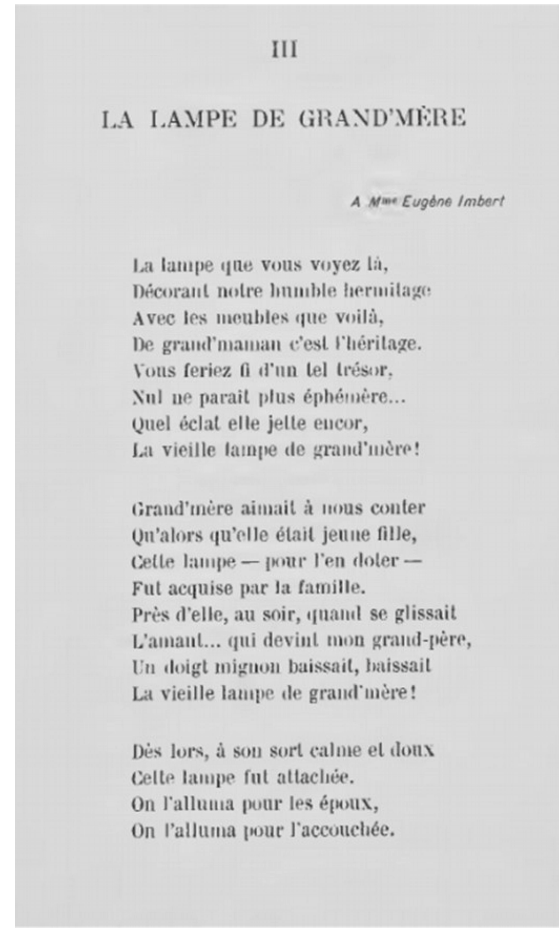 III
LA LAMPE DE GRAND'MÈRE
A Mme Eugène Imbert
La lampe que vous voyez là,
Décorant notre humble hermitage
Avec les meubles que voilà,
De grand'maman c'est l'héritage.
Vous feriez fi d'un tel trésor,
Nul ne parait plus éphémère...
Quel éclat elle jette encor,
La vieille lampe de grand'mère!
Grand'mère aimait à nous conter
Qu'alors qu'elle était jeune fille,
Cette lampe — pour l'en doter —
Fut acquise par la famille.
Près d'elle, au soir, quand se glissait
L'amant... qui devint mon grand-père,
Un doigt mignon baissait, baissait
La vieille lampe de grand'mère!
Dès lors, à son sort calme et doux
Cette lampe fut attachée.
On l'alluma pour les époux,
On l'alluma pour l'accouchée.